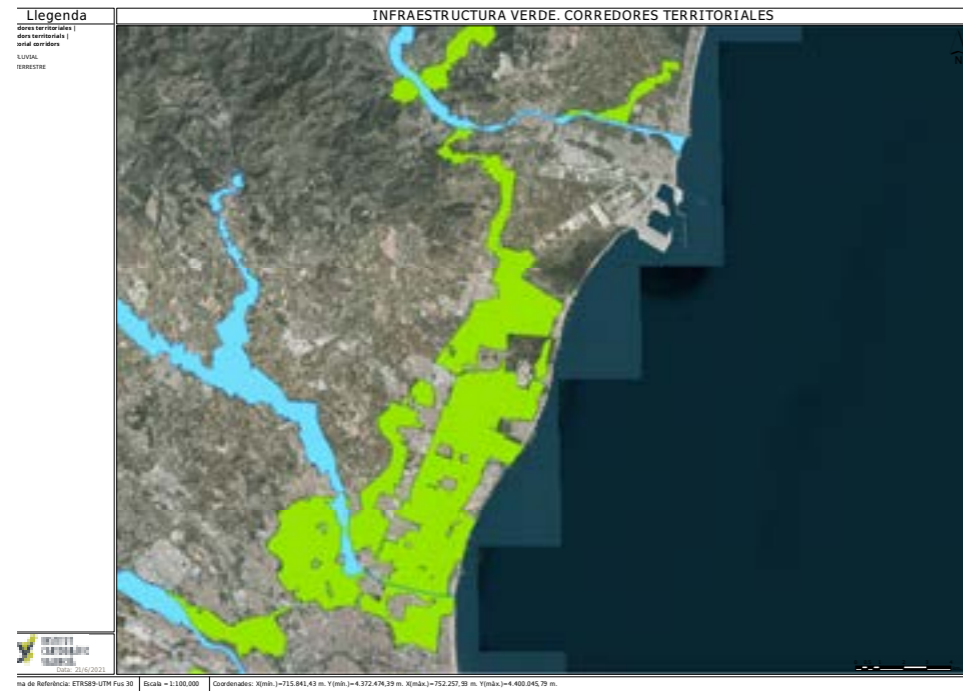 Llegenda
INFRAESTRUCTURA VERDE. CORREDORES TERRITORIALES
dores territoriales |
dors territorials |
orial corridors
LUVIAL
TERRESTRE
N
Data: 21/6/2021
ma de Referència: ETRS89-UTM Fus 30
Escala = 1:100,000
Coordenades: X(mín.)=715.841,43 m. Y(mín.)=4.372.474,39 m. X(màx.)=752.257,93 m. Y(màx.)=4.400.045,79 m.